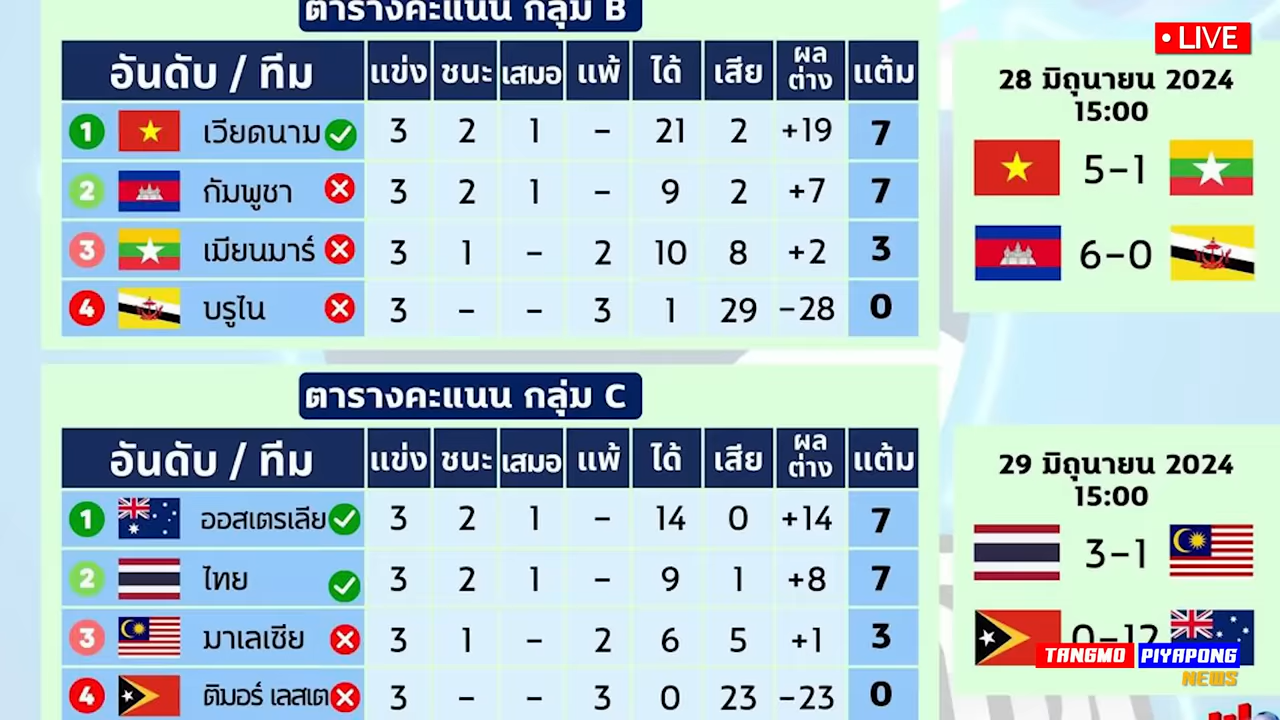 ตารางคะแนน กลุ่ม B
อันดับ / ทีม แข่ง ชนะ เสมอ แพ้ ได้ เสีย ผลต่าง แต้ม
1 เวียดนาม 3 2 1 – 21 2 +19 7
2 กัมพูชา 3 2 1 – 9 2 +7 7
3 เมียนมาร์ 3 1 – 2 10 8 +2 3
4 บรูไน 3 – – 3 1 29 –28 0
LIVE
28 มิถุนายน 2024
15:00
5–1
6–0
ตารางคะแนน กลุ่ม C
อันดับ / ทีม แข่ง ชนะ เสมอ แพ้ ได้ เสีย ผลต่าง แต้ม
1 ออสเตรเลีย 3 2 1 – 14 0 +14 7
2 ไทย 3 2 1 – 9 1 +8 7
3 มาเลเซีย 3 1 – 2 6 5 +1 3
4 ติมอร์ เลสเต 3 – – 3 0 23 –23 0
29 มิถุนายน 2024
15:00
3–1
0–12
TANGMO PIYAPONG
NEWS